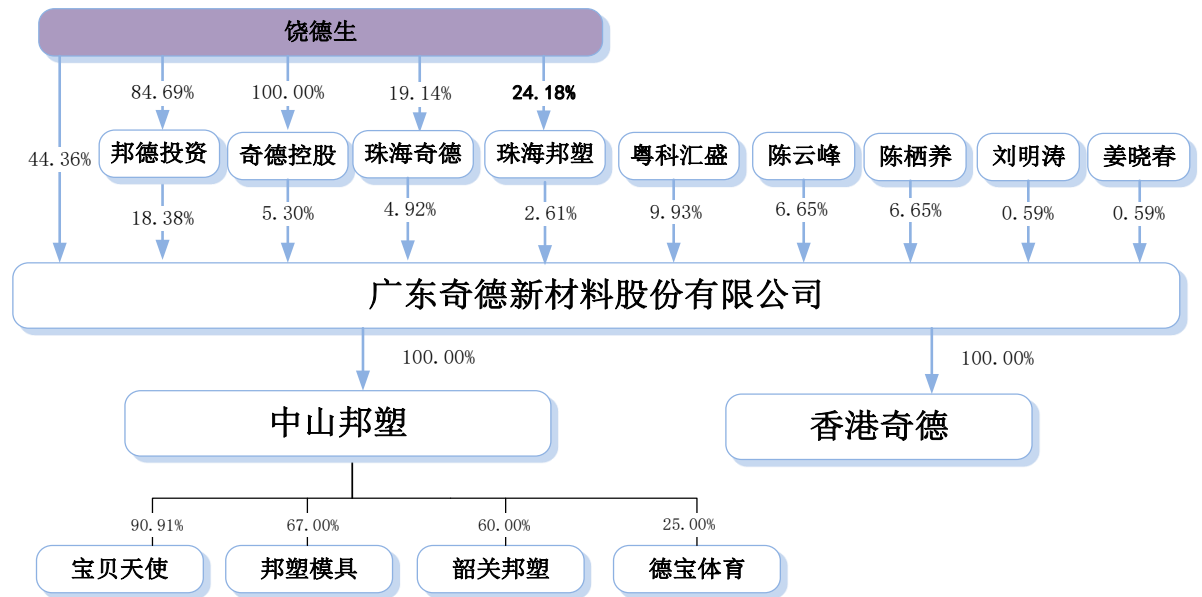 饶德生
84.69%
100.00%
19.14%
24.18%
44.36%
邦德投资
奇德控股
珠海奇德
珠海邦塑
粤科汇盛
陈云峰
陈栖养
刘明涛
姜晓春
18.38%
5.30%
4.92%
2.61%
9.93%
6.65%
6.65%
0.59%
0.59%
广东奇德新材料股份有限公司
100.00%
100.00%
中山邦塑
香港奇德
90.91%
67.00%
60.00%
25.00%
宝贝天使
邦塑模具
韶关邦塑
德宝体育